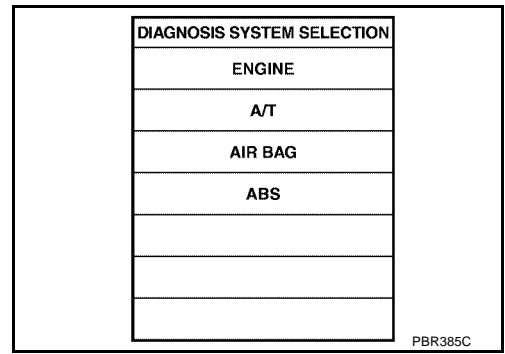 DIAGNOSIS SYSTEM SELECTION
ENGINE
A/T
AIR BAG
ABS
PBR385C